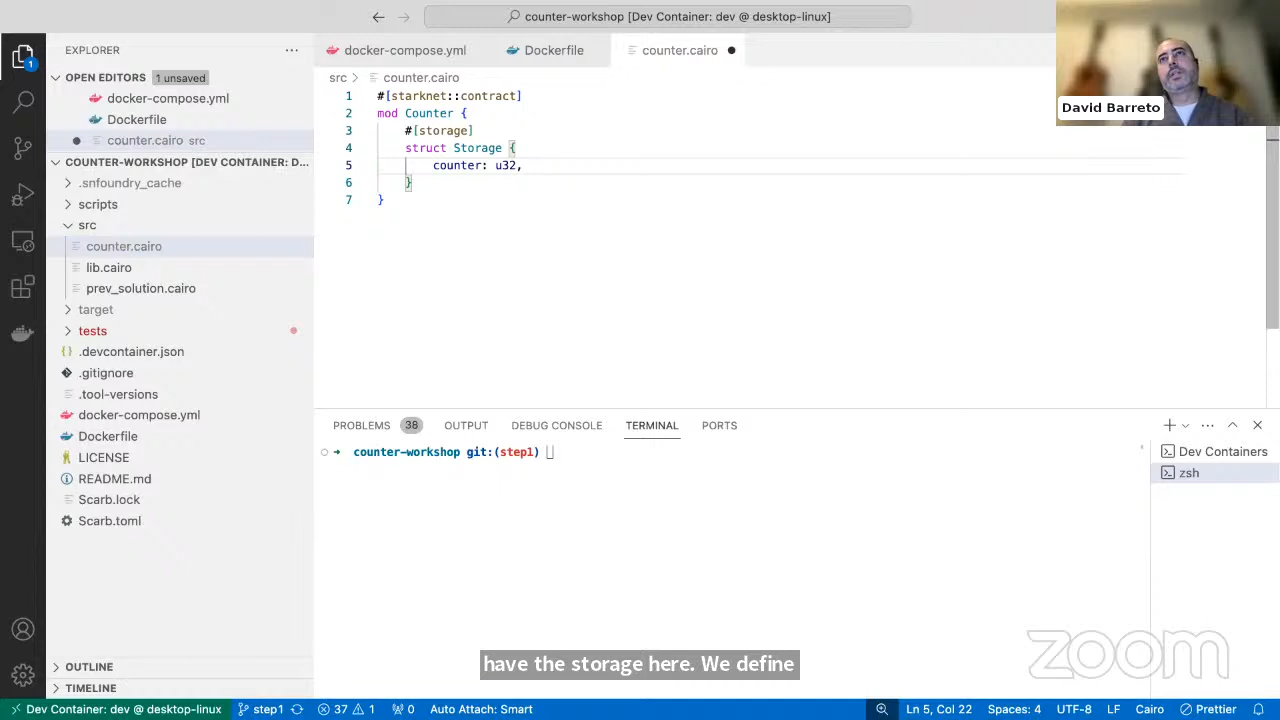 counter-workshop [Dev Container: dev @ desktop-linux]
EXPLORER
OPEN EDITORS 1 unsaved
docker-compose.yml
Dockerfile
counter.cairo src
COUNTER-WORKSHOP [DEV CONTAINER: D...
.snfoundry_cache
scripts
src
counter.cairo
lib.cairo
prev_solution.cairo
target
tests
.devcontainer.json
.gitignore
.tool-versions
docker-compose.yml
Dockerfile
LICENSE
README.md
Scarb.lock
Scarb.toml
OUTLINE
TIMELINE
docker-compose.yml Dockerfile counter.cairo
src > counter.cairo
1 #[starknet::contract]
2 mod Counter {
3 #[storage]
4 struct Storage {
5 counter: u32,
6 }
7 }
David Barreto
PROBLEMS 38 OUTPUT DEBUG CONSOLE TERMINAL PORTS
counter-workshop git:(step1)
Dev Containers
zsh
have the storage here. We define
zoom
1
Dev Container: dev @ desktop-linux step1 37 1 0 Auto Attach: Smart Ln 5, Col 22 Spaces: 4 UTF-8 LF Cairo Prettier